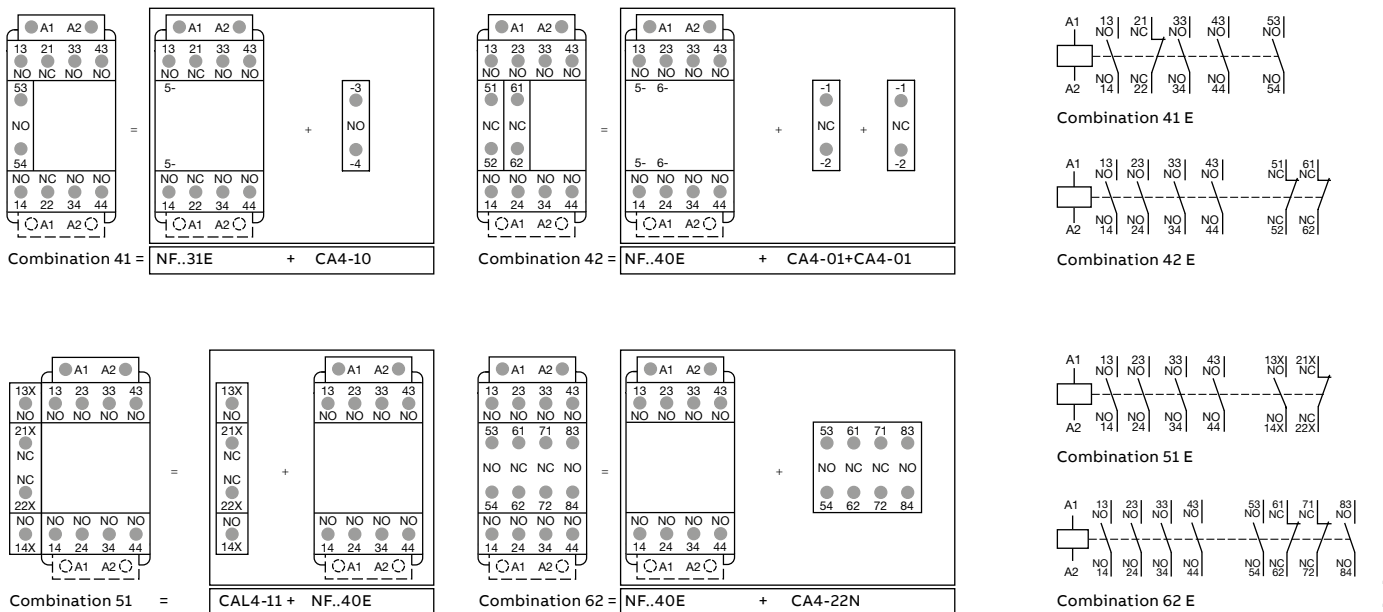 A1 A2 A1 A2
13 21 33 43 13 21 33 43
NO NC NO NO NO NC NO NO
53 5- -3
NO = + NO
54 5- -4
NO NC NO NO NO NC NO NO
14 22 34 44 14 22 34 44
A1 A2 A1 A2
Combination 41 = NF..31E + CA4-10
A1 A2 A1 A2
13 23 33 43 13 23 33 43
NO NO NO NO NO NO NO NO
51 61 5- 6- -1 -1
NC NC = + NC + NC
52 62 5- 6- -2 -2
NO NO NO NO NO NO NO NO
14 24 34 44 14 24 34 44
A1 A2 A1 A2
Combination 42 = NF..40E + CA4-01+CA4-01
A1 13 21 33 43 53
NO NC NO NO NO
NO NC NO NO NO
A2 14 22 34 44 54
Combination 41 E
A1 13 23 33 43 51 61
NO NO NO NO NC NC
NO NO NO NO NC NC
A2 14 24 34 44 52 62
Combination 42 E
A1 A2 A1 A2
13X 13 23 33 43 13X 13 23 33 43
NO NO NO NO NO NO NO NO NO NO
21X 21X
NC NC
= +
NC NC
22X 22X
NO NO NO NO NO NO NO NO NO NO
14X 14 24 34 44 14X 14 24 34 44
A1 A2 A1 A2
Combination 51 = CAL4-11 + NF..40E
A1 A2 A1 A2
13 23 33 43 13 23 33 43
NO NO NO NO NO NO NO NO
53 61 71 83 53 61 71 83
NO NC NC NO = + NO NC NC NO
54 62 72 84 54 62 72 84
NO NO NO NO NO NO NO NO
14 24 34 44 14 24 34 44
A1 A2 A1 A2
Combination 62 = NF..40E + CA4-22N
A1 13 23 33 43 13X 21X
NO NO NO NO NO NC
NO NO NO NO NO NC
A2 14 24 34 44 14X 22X
Combination 51 E
A1 13 23 33 43 53 61 71 83
NO NO NO NO NO NC NC NO
NO NO NO NO NO NC NC NO
A2 14 24 34 44 54 62 72 84
Combination 62 E